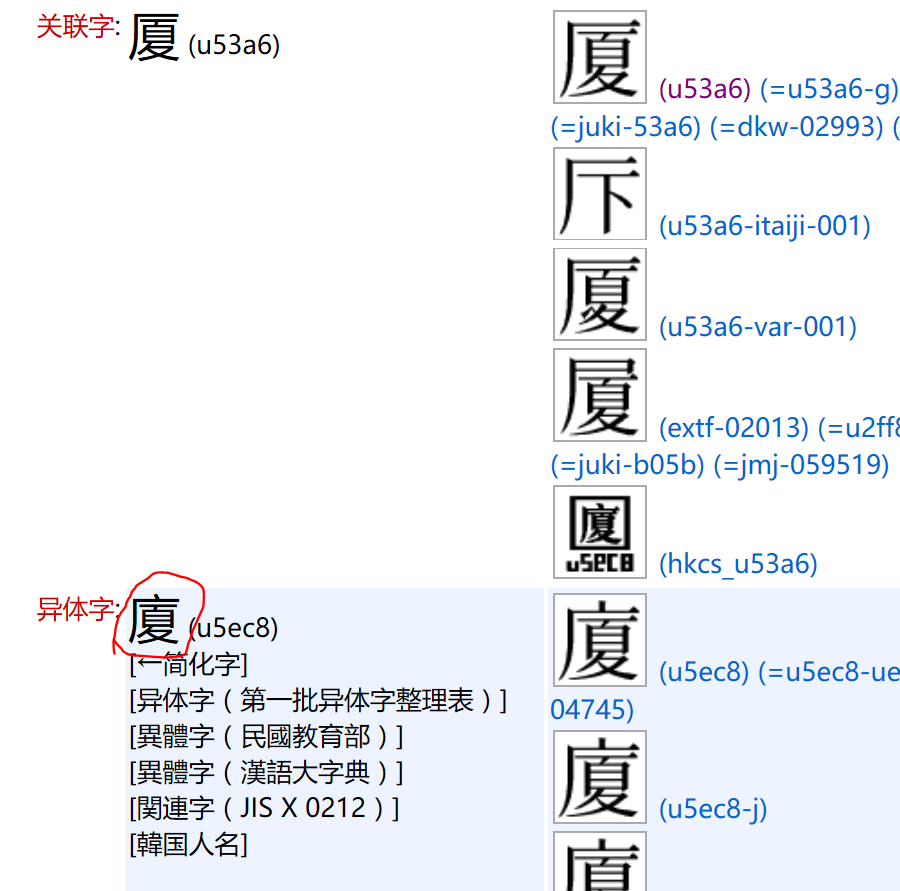 关联字: 厦 (u53a6)
厦 (u53a6) (=u53a6-g)
(=juki-53a6) (=dkw-02993) (
(u53a6-itaiji-001)
厦 (u53a6-var-001)
(extf-02013) (=u2ff8
(=juki-b05b) (=jmj-059519)
廈 u5ec8 (hkcs_u53a6)
异体字: 廈 (u5ec8)
[←简化字]
[异体字（第一批异体字整理表）]
[異體字（民國教育部）]
[異體字（漢語大字典）]
[関連字（JIS X 0212）]
[韓国人名]
廈 (u5ec8) (=u5ec8-ue
04745)
廈 (u5ec8-j)